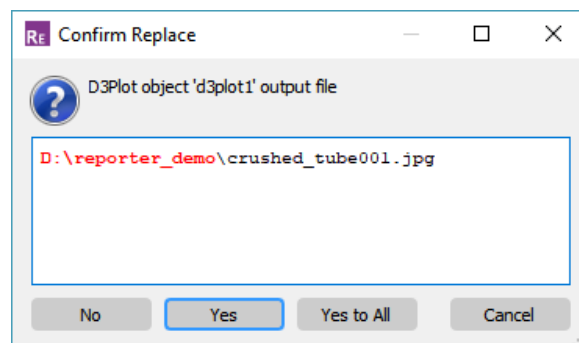 RE Confirm Replace
D3Plot object 'd3plot1' output file
D:\reporter_demo\crushed_tube001.jpg
No Yes Yes to All Cancel